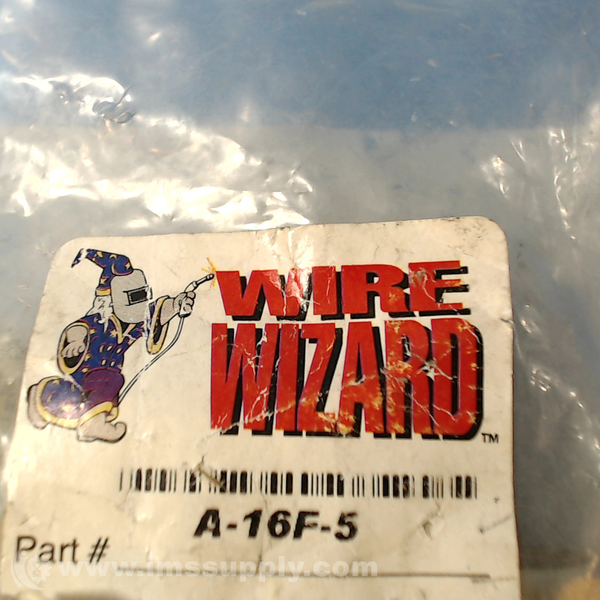 WIRE
WIZARD
™
A-16F-5
Part #
www.imssupply.com